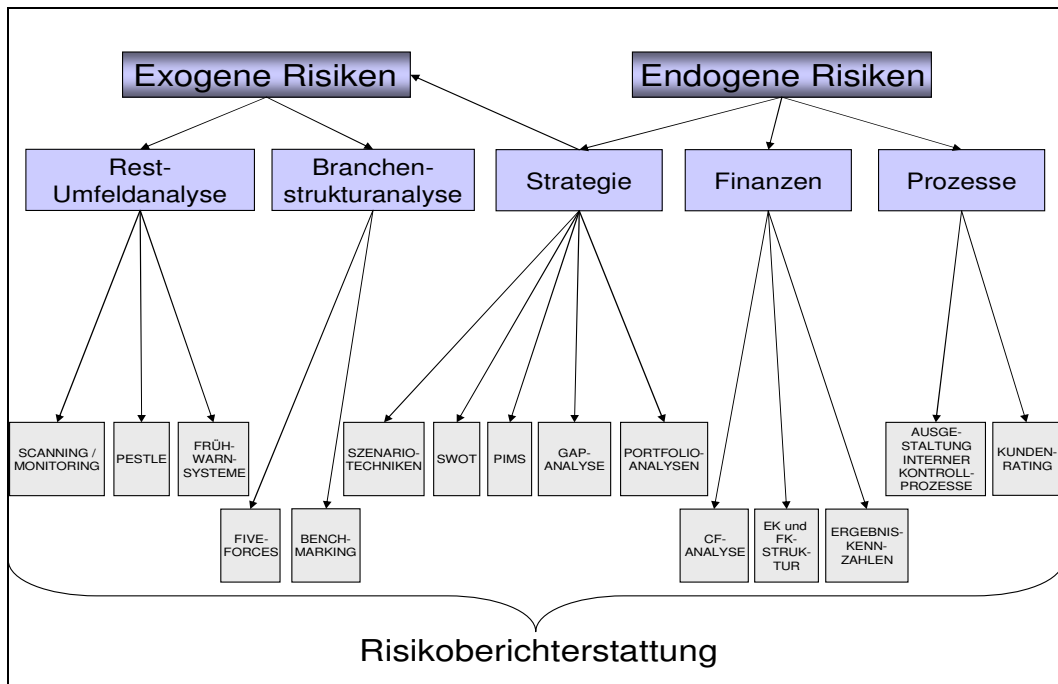 Exogene Risiken
Endogene Risiken
Rest-
Umfeldanalyse
Branchen-
strukturanalyse
Strategie
Finanzen
Prozesse
SCANNING /
MONITORING
PESTLE
FRÜH-
WARN-
SYSTEME
SZENARIO-
TECHNIKEN
SWOT
PIMS
GAP-
ANALYSE
PORTFOLIO-
ANALYSEN
AUSGE-
STALTUNG
INTERNER
KONTROLL-
PROZESSE
KUNDEN-
RATING
FIVE-
FORCES
BENCH-
MARKING
CF-
ANALYSE
EK und
FK-
STRUK-
TUR
ERGEBNIS-
KENN-
ZAHLEN
Risikoberichterstattung